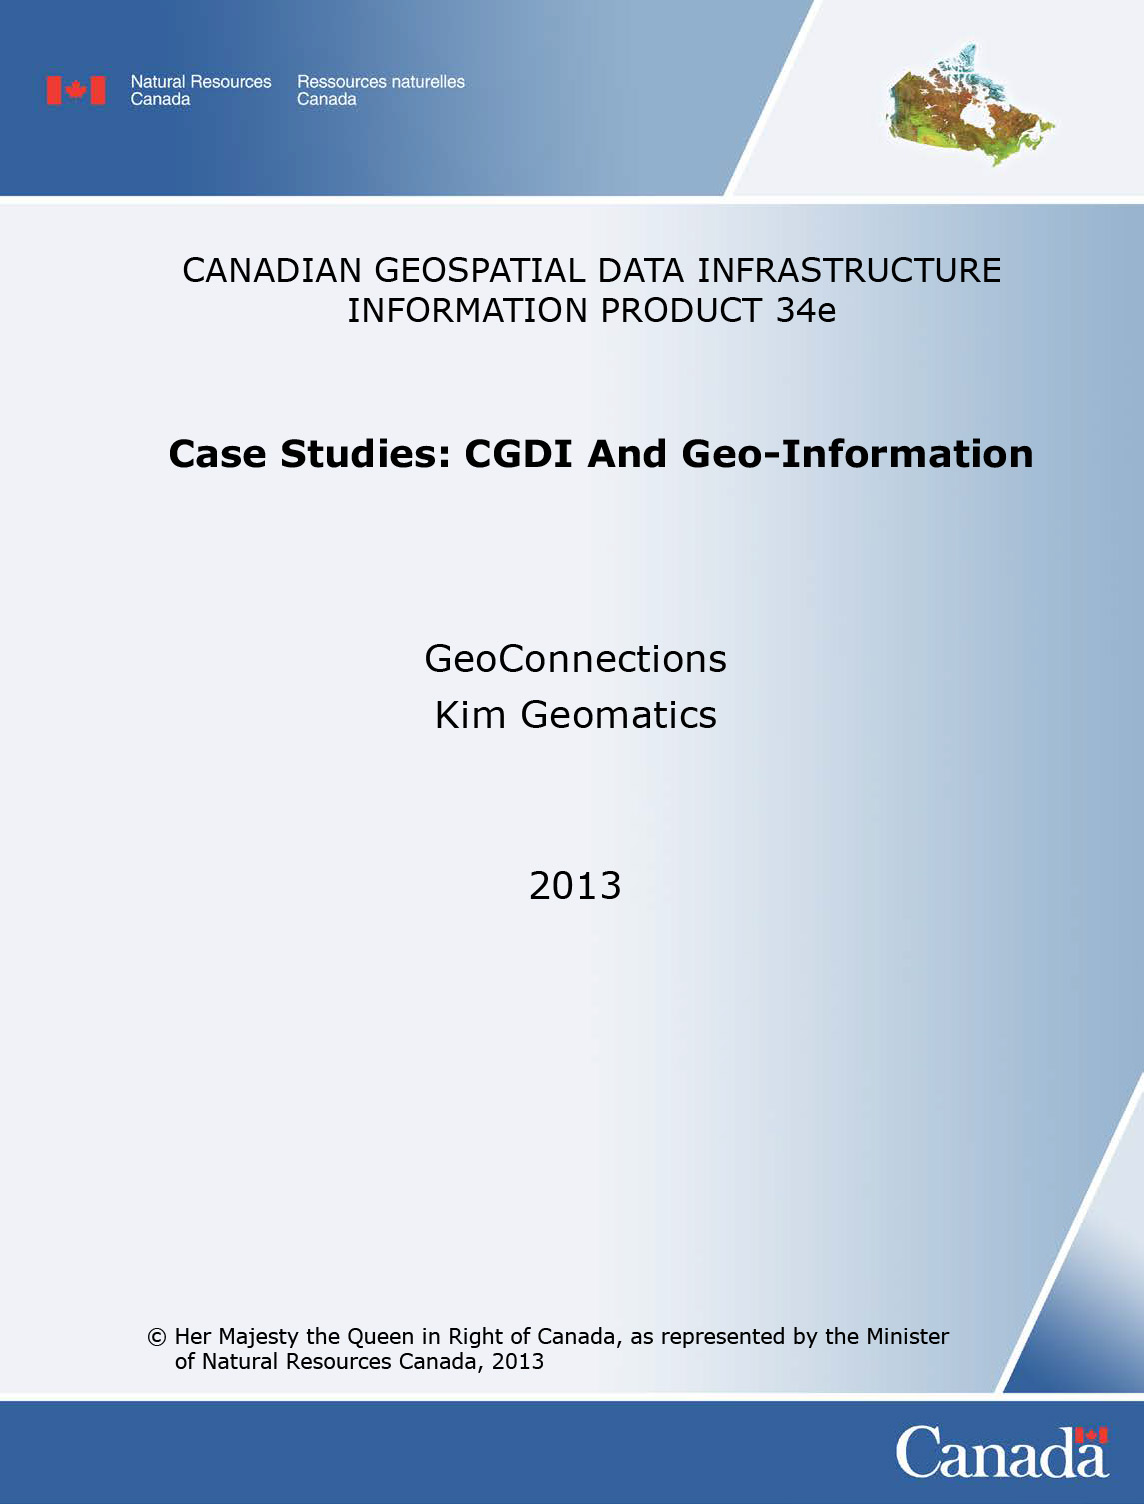 Natural Resources
Canada
Ressources naturelles
Canada
CANADIAN GEOSPATIAL DATA INFRASTRUCTURE
INFORMATION PRODUCT 34e
Case Studies: CGDI And Geo-Information
GeoConnections
Kim Geomatics
2013
© Her Majesty the Queen in Right of Canada, as represented by the Minister
of Natural Resources Canada, 2013
Canada